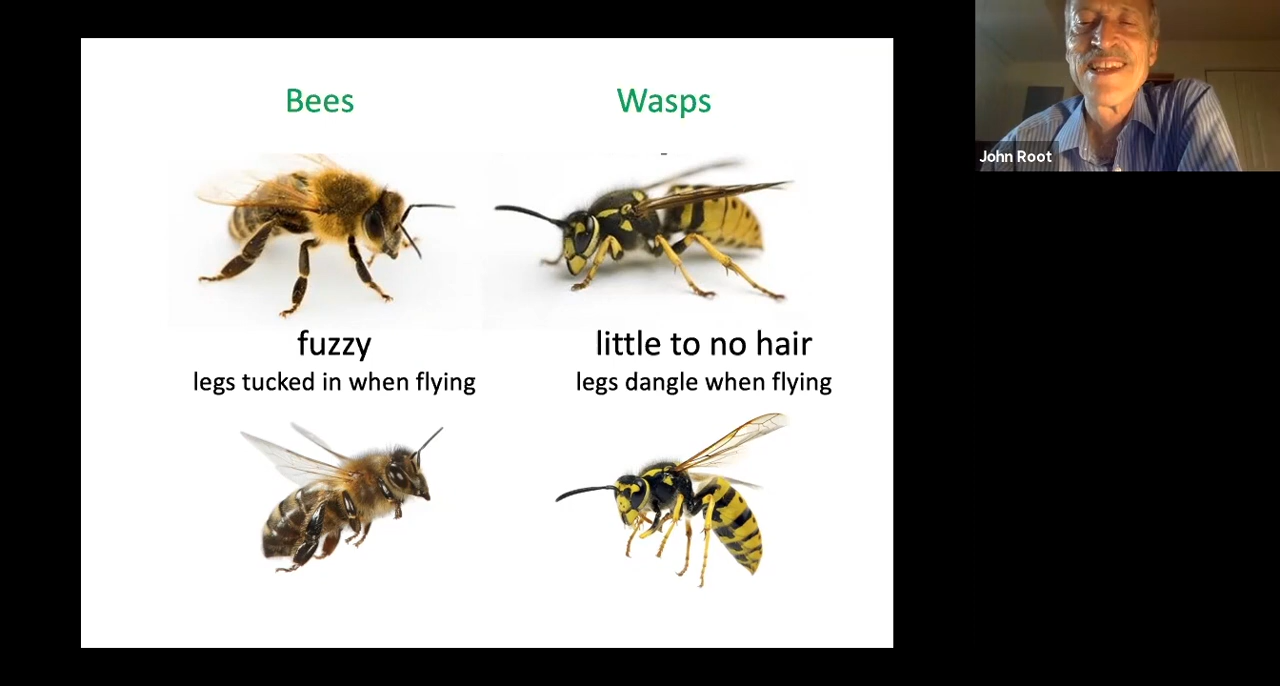 Bees
Wasps
fuzzy
little to no hair
legs tucked in when flying
legs dangle when flying
John Root